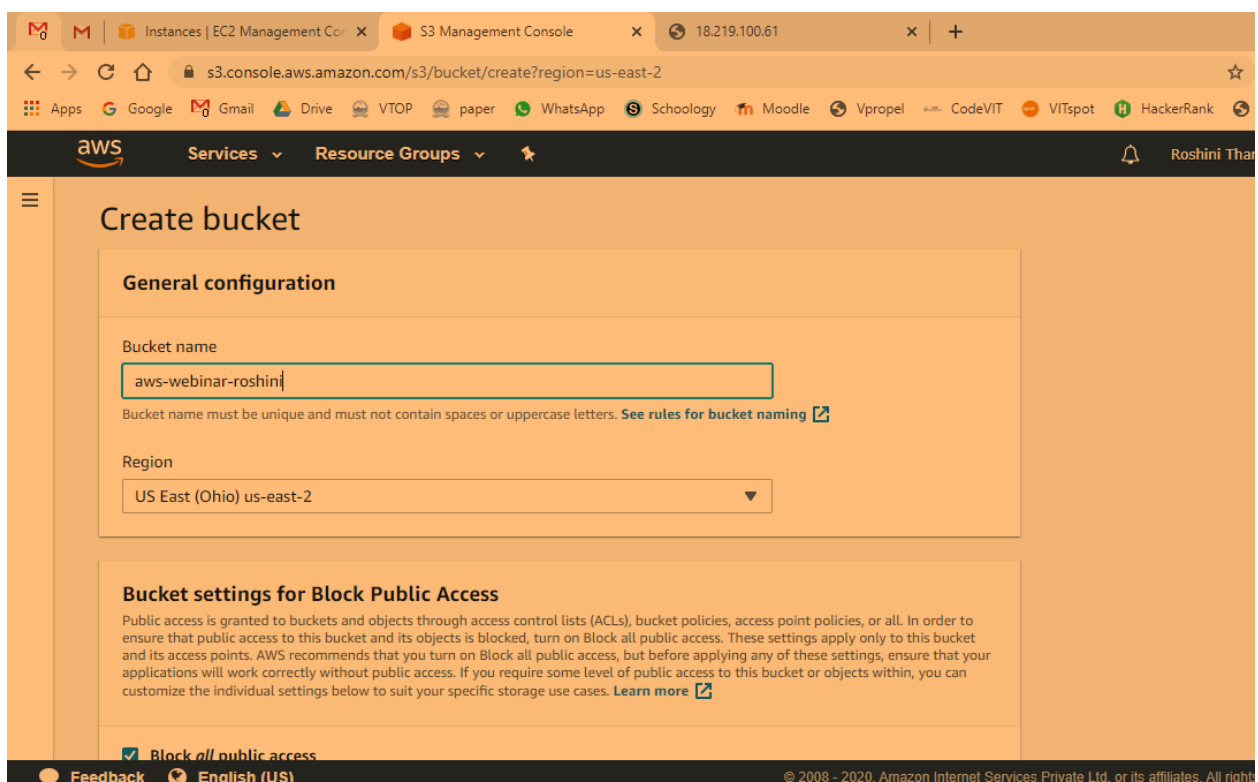 Instances | EC2 Management Cor
S3 Management Console
18.219.100.61
s3.console.aws.amazon.com/s3/bucket/create?region=us-east-2
Apps Google Gmail Drive VTOP paper WhatsApp Schoology Moodle Vpropel CodeVIT VITspot HackerRank
aws Services Resource Groups Roshini Thar
Create bucket
General configuration
Bucket name
aws-webinar-roshini
Bucket name must be unique and must not contain spaces or uppercase letters. See rules for bucket naming
Region
US East (Ohio) us-east-2
Bucket settings for Block Public Access
Public access is granted to buckets and objects through access control lists (ACLs), bucket policies, access point policies, or all. In order to
ensure that public access to this bucket and its objects is blocked, turn on Block all public access. These settings apply only to this bucket
and its access points. AWS recommends that you turn on Block all public access, but before applying any of these settings, ensure that your
applications will work correctly without public access. If you require some level of public access to this bucket or objects within, you can
customize the individual settings below to suit your specific storage use cases. Learn more
Block all public access
Feedback English (US) © 2008 - 2020, Amazon Internet Services Private Ltd. or its affiliates. All rights